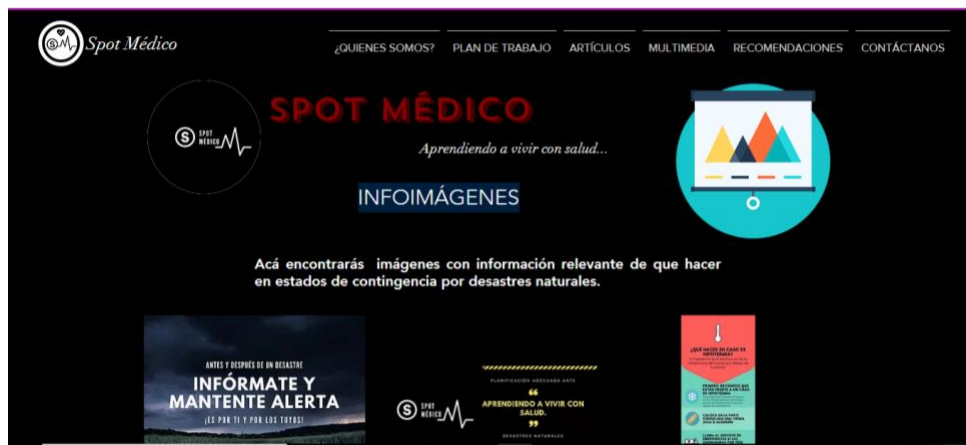 Spot Médico
¿QUIENES SOMOS? PLAN DE TRABAJO ARTÍCULOS MULTIMEDIA RECOMENDACIONES CONTÁCTANOS
SPOT MÉDICO
S SPOT MÉDICO
Aprendiendo a vivir con salud...
INFOIMÁGENES
Acá encontrarás imágenes con información relevante de que hacer
en estados de contingencia por desastres naturales.
ANTES Y DESPUÉS DE UN DESASTRE
INFÓRMATE Y
MANTENTE ALERTA
¡ES POR TI Y POR LOS TUYOS!
S SPOT MÉDICO
PLANIFICACIÓN ADECUADA ANTE
“
APRENDIENDO A VIVIR CON
SALUD.
”
DESASTRES NATURALES
¿QUÉ HACER EN CASO DE
HIPOTERMIA?